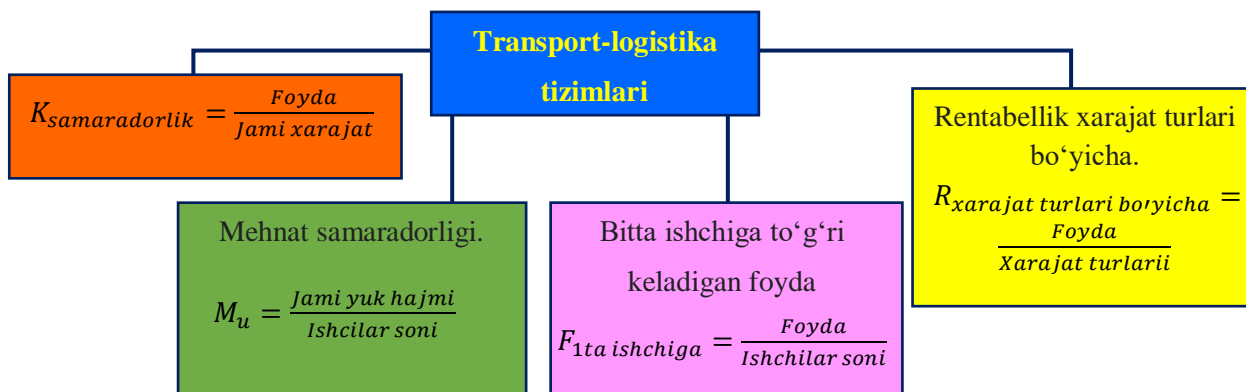 Transport-logistika
tizimlari
K_samaradorlik = Foyda / Jami xarajat
Mehnat samaradorligi.
M_u = Jami yuk hajmi / Ishcilar soni
Bitta ishchiga to‘g‘ri
keladigan foyda
F_1ta ishchiga = Foyda / Ishchilar soni
Rentabellik xarajat turlari
bo‘yicha.
R_xarajat turlari bo′yicha =
Foyda / Xarajat turlarii